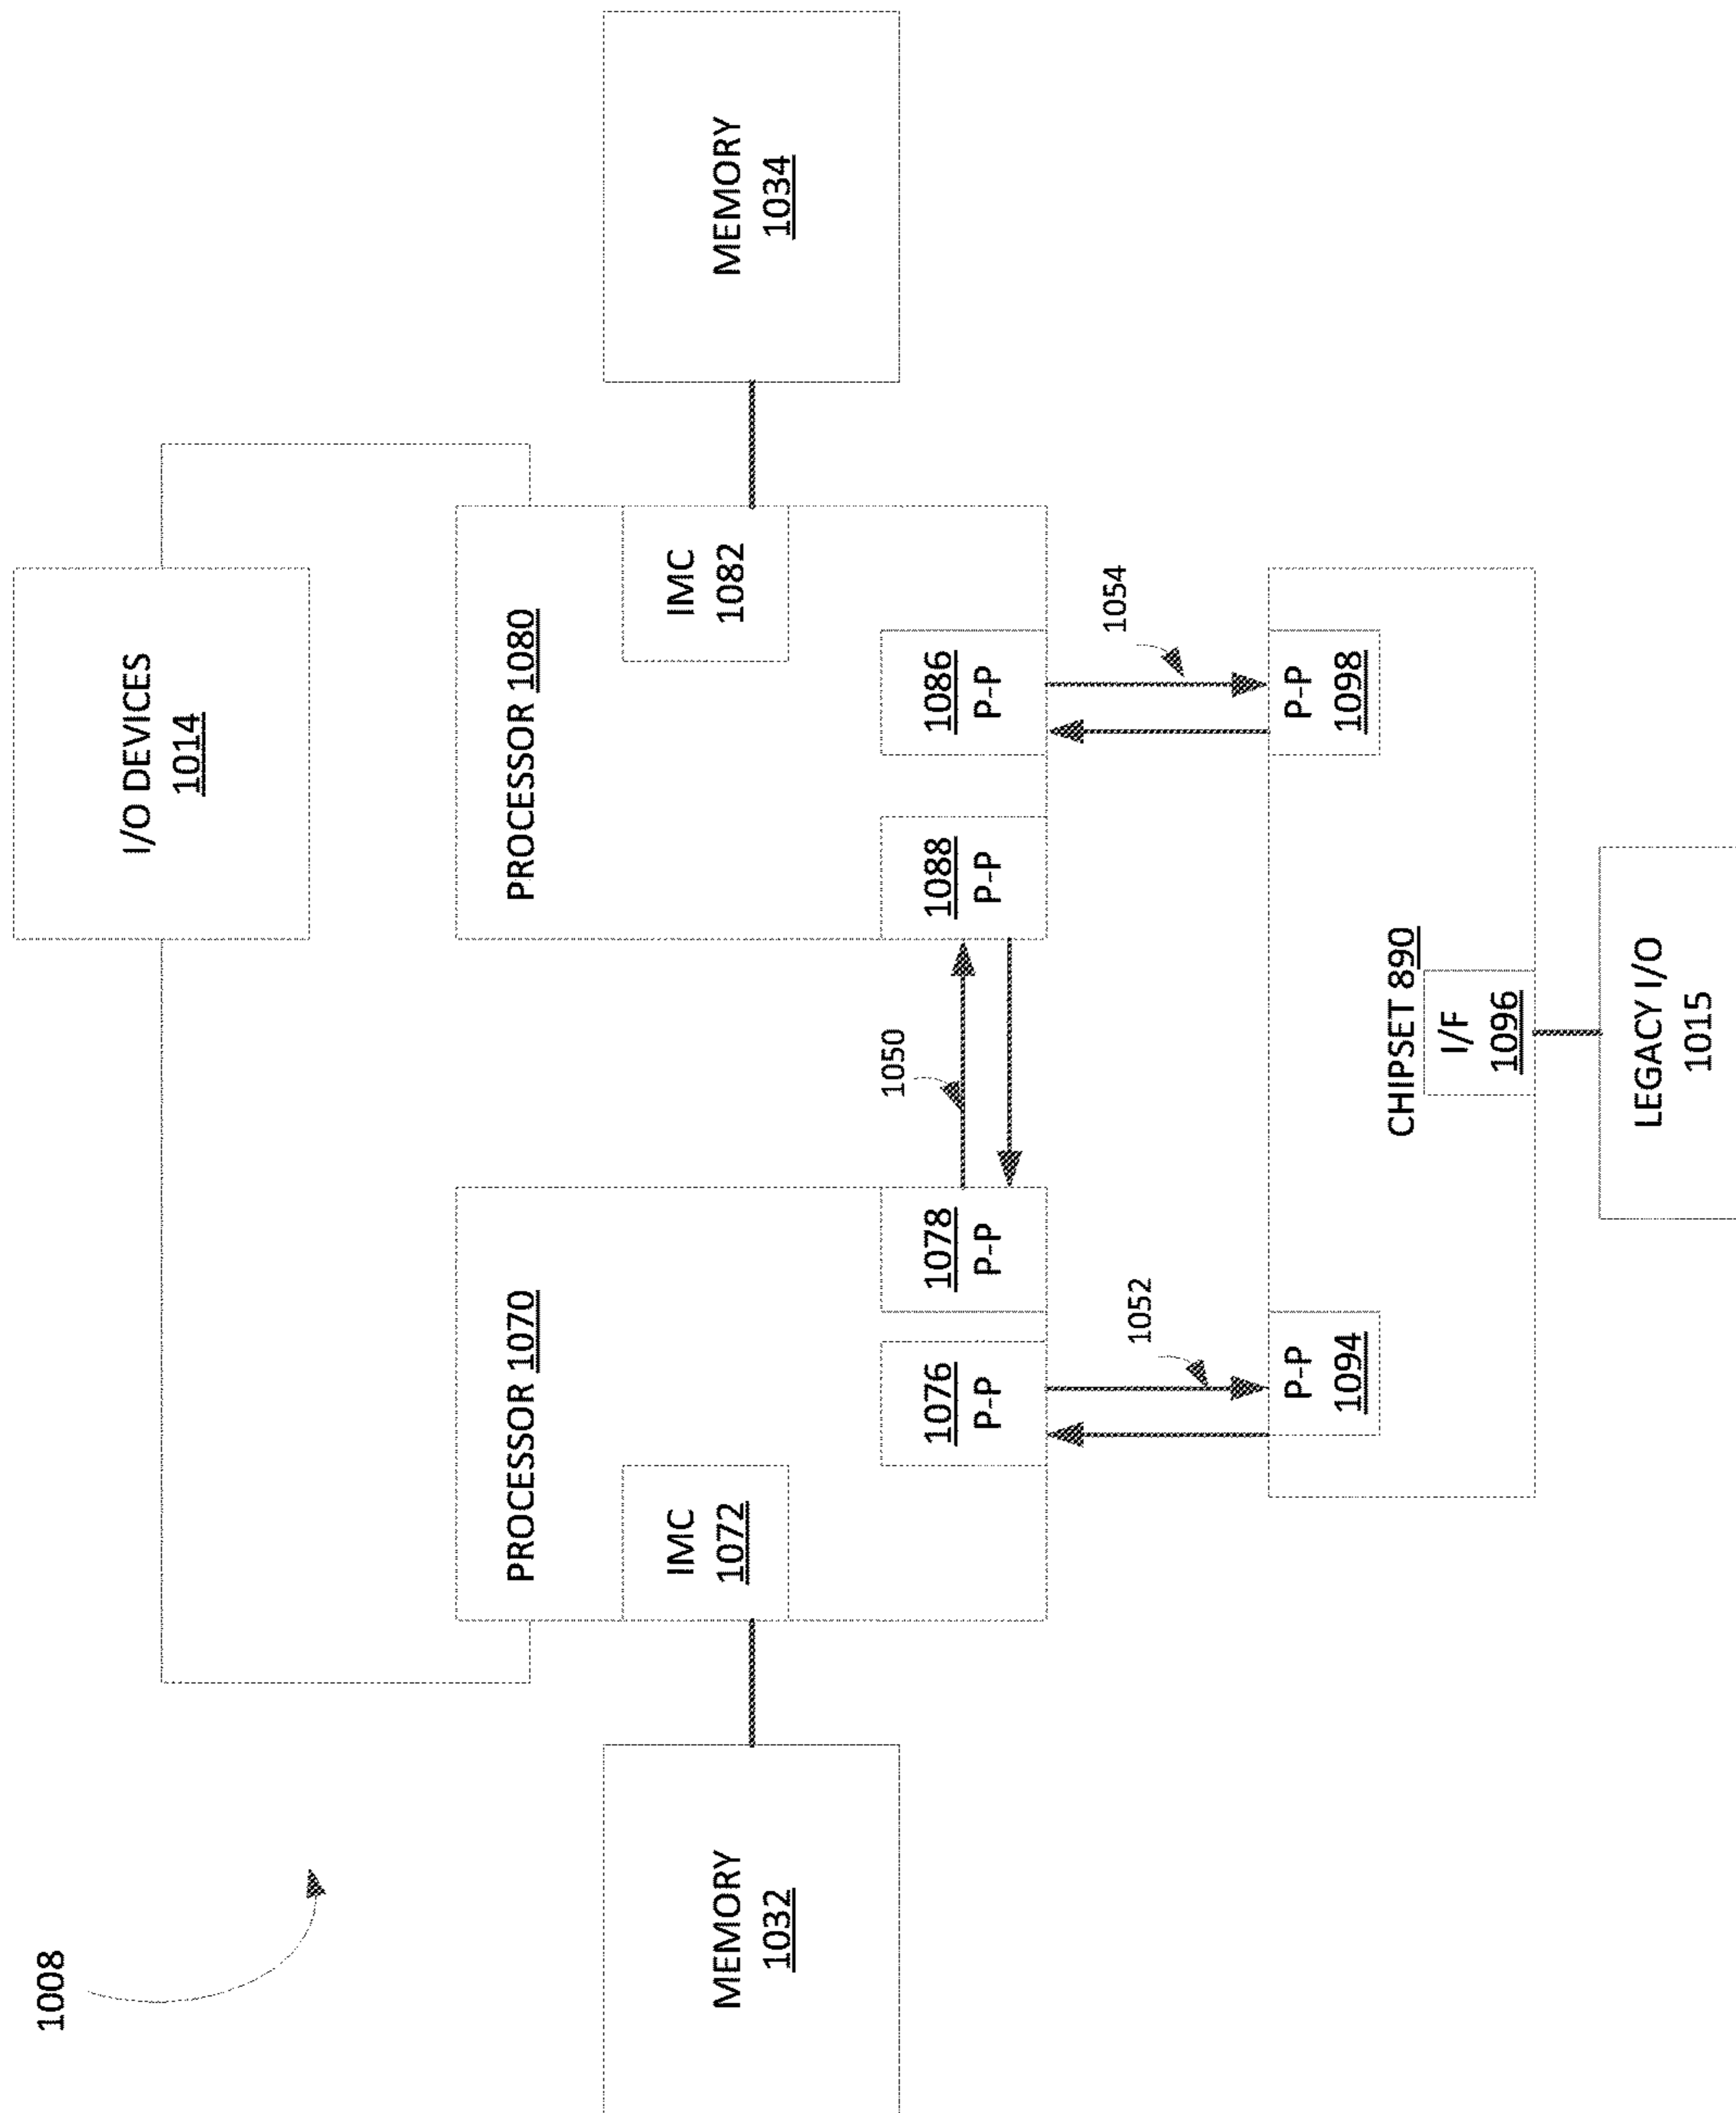 1008
I/O DEVICES
1014
PROCESSOR 1070
PROCESSOR 1080
MEMORY
1032
IMC
1072
IMC
1082
MEMORY
1034
1050
1076
P-P
1078
P-P
1088
P-P
1086
P-P
1052
1054
P-P
1094
P-P
1098
CHIPSET 890
I/F
1096
LEGACY I/O
1015